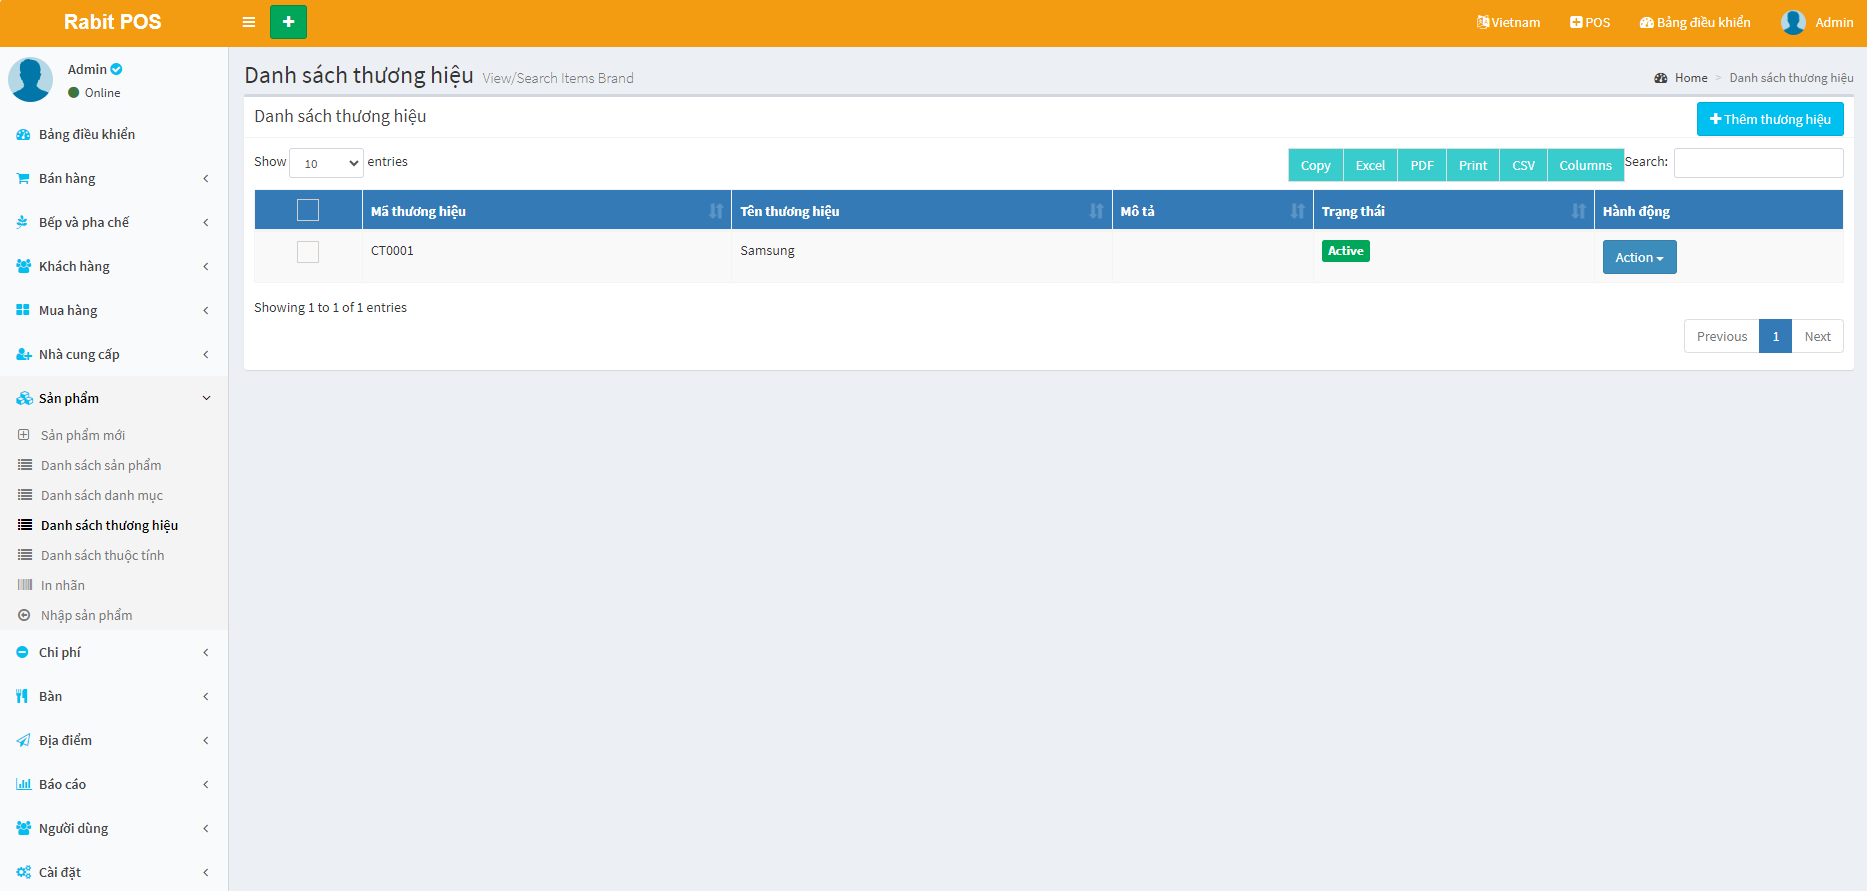 Rabit POS
Vietnam
POS
Bảng điều khiển
Admin
Admin
Online
Bảng điều khiển
Bán hàng
Bếp và pha chế
Khách hàng
Mua hàng
Nhà cung cấp
Sản phẩm
Sản phẩm mới
Danh sách sản phẩm
Danh sách danh mục
Danh sách thương hiệu
Danh sách thuộc tính
In nhãn
Nhập sản phẩm
Chi phí
Bàn
Địa điểm
Báo cáo
Người dùng
Cài đặt
Danh sách thương hiệu View/Search Items Brand
Home > Danh sách thương hiệu
Danh sách thương hiệu
Thêm thương hiệu
Show 10 entries
Copy Excel PDF Print CSV Columns Search:
Mã thương hiệu Tên thương hiệu Mô tả Trạng thái Hành động
CT0001 Samsung Active Action
Showing 1 to 1 of 1 entries
Previous 1 Next